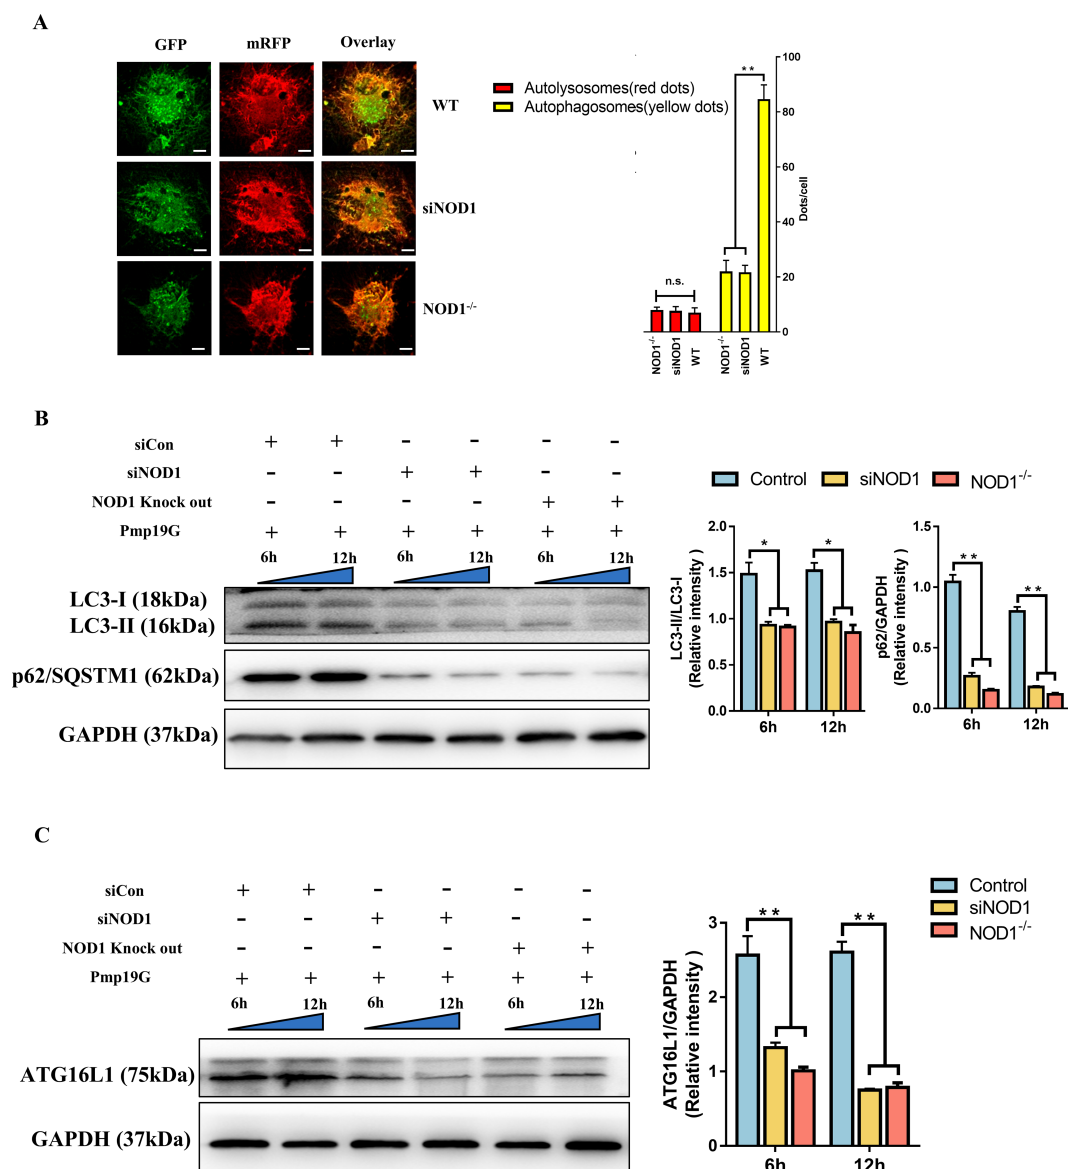 A
GFP mRFP Overlay
WT
siNOD1
NOD1-/-
Autolysosomes(red dots)
Autophagosomes(yellow dots)
n.s.
**
100
80
60
40
20
0
Dots/cell
NOD1-/-
siNOD1
WT
NOD1-/-
siNOD1
WT
B
siCon + + - - - -
siNOD1 - - + + - -
NOD1 Knock out - - - - + +
Pmp19G + + + + + +
6h 12h 6h 12h 6h 12h
LC3-I (18kDa)
LC3-II (16kDa)
p62/SQSTM1 (62kDa)
GAPDH (37kDa)
Control siNOD1 NOD1-/-
LC3-II/LC3-I
(Relative intensity )
2.0
1.5
1.0
0.5
0.0
* *
6h 12h
p62/GAPDH
(Relative intensity )
1.5
1.0
0.5
0.0
** **
6h 12h
C
siCon + + - - - -
siNOD1 - - + + - -
NOD1 Knock out - - - - + +
Pmp19G + + + + + +
6h 12h 6h 12h 6h 12h
ATG16L1 (75kDa)
GAPDH (37kDa)
Control
siNOD1
NOD1-/-
ATG16L1/GAPDH
(Relative intensity )
3
2
1
0
** **
6h 12h